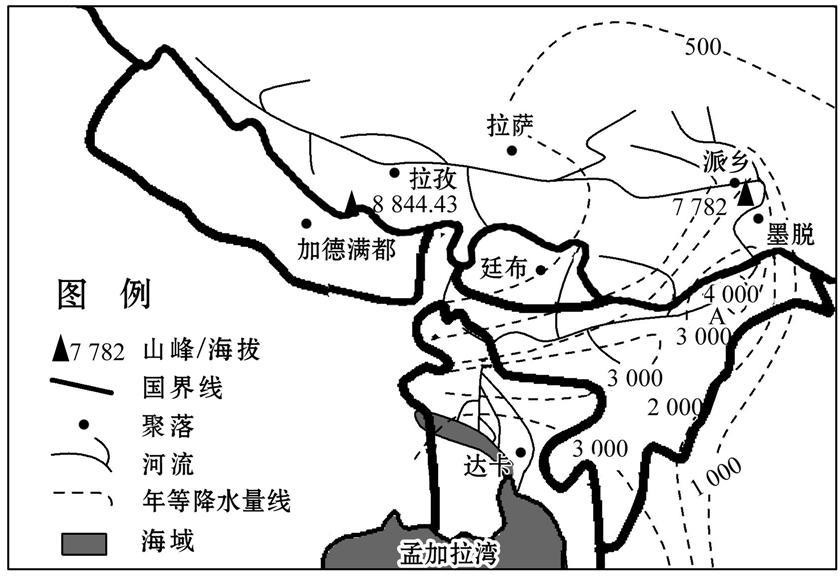 500
拉萨
派乡
拉孜
8 844.43
7 782
墨脱
加德满都
廷布
图 例
4 000
A
3 000
7 782 山峰/海拔
国界线
3 000
2 000
聚落
河流
3 000
达卡
1 000
年等降水量线
海域
孟加拉湾